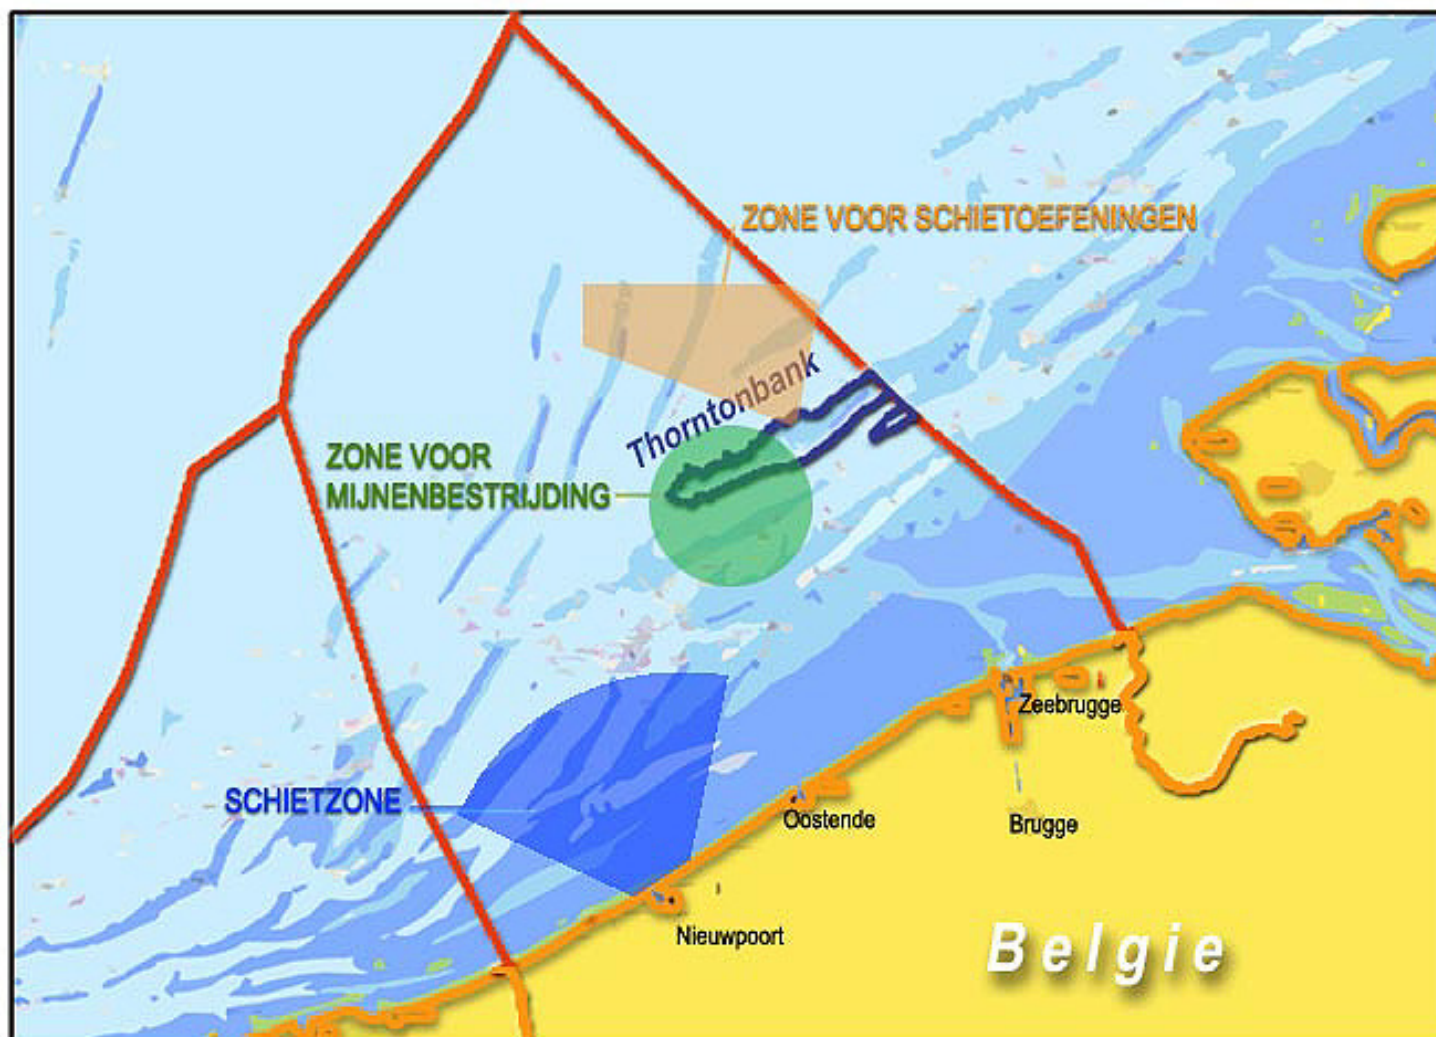 ZONE VOOR SCHIETOEFENINGEN
Thorntonbank
ZONE VOOR
MIJNENBESTRIJDING
SCHIETZONE
Zeebrugge
Oostende
Brugge
Nieuwpoort
Belgie